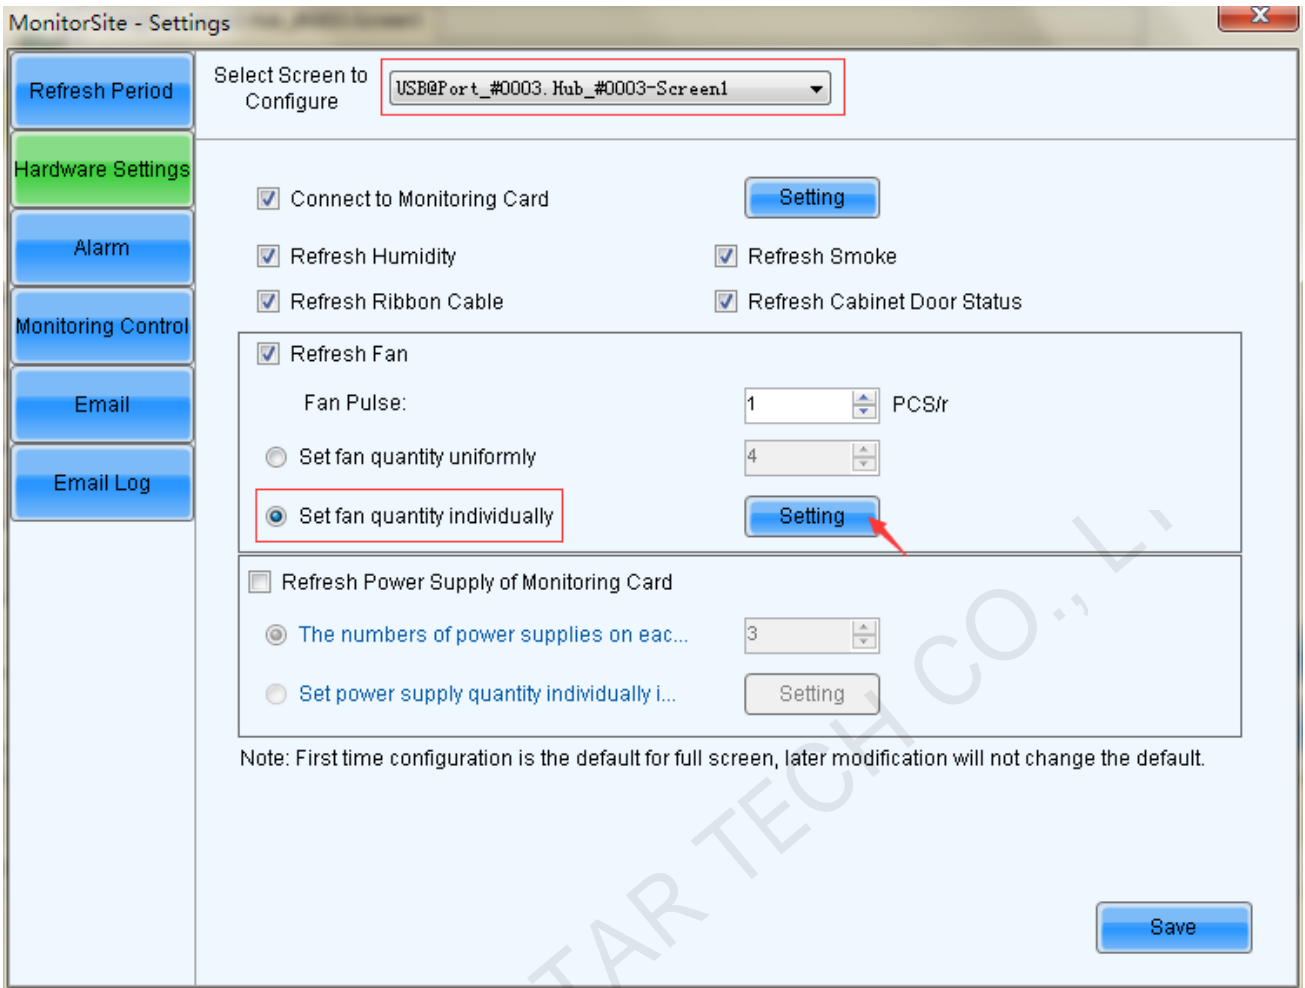 MonitorSite - Settings
Refresh Period
Select Screen to
Configure
USB@Port_#0003.Hub_#0003-Screen1
Hardware Settings
Connect to Monitoring Card
Setting
Alarm
Refresh Humidity
Refresh Smoke
Refresh Ribbon Cable
Refresh Cabinet Door Status
Monitoring Control
Refresh Fan
Email
Fan Pulse:
1
PCS/r
Set fan quantity uniformly
4
Email Log
Set fan quantity individually
Setting
Refresh Power Supply of Monitoring Card
The numbers of power supplies on eac...
3
Set power supply quantity individually i...
Setting
Note: First time configuration is the default for full screen, later modification will not change the default.
Save
TAR TECH CO.,